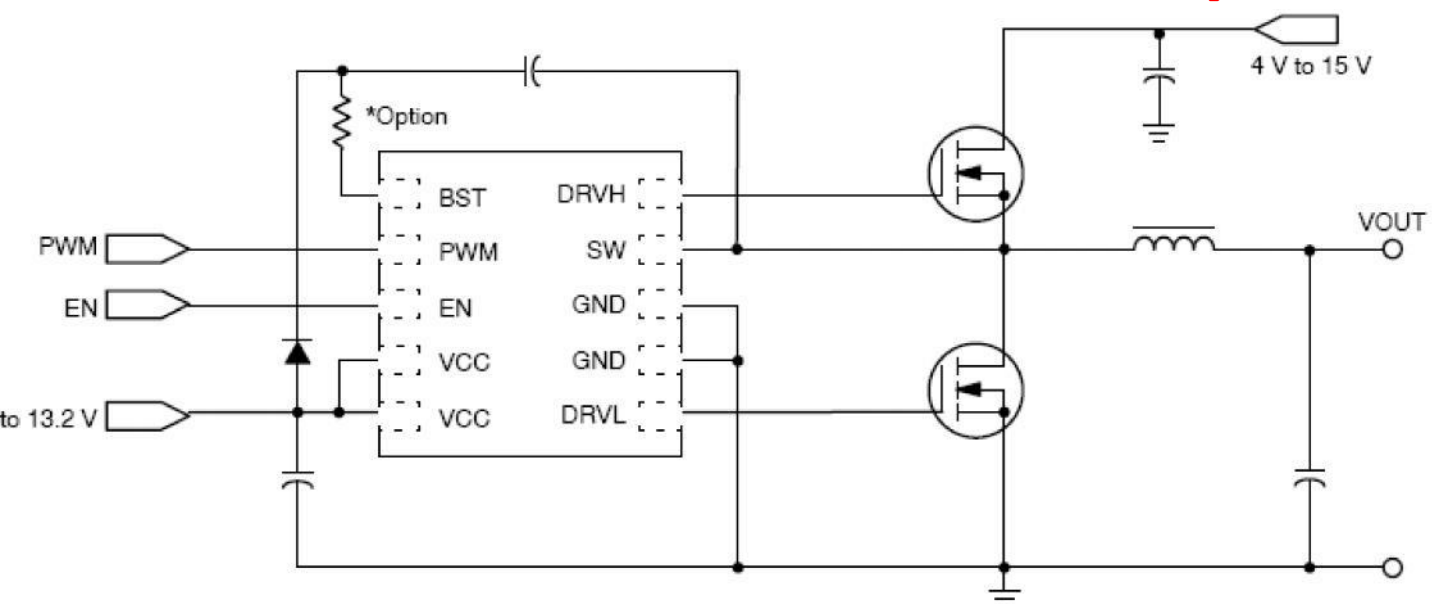 4 V to 15 V
*Option
BST
DRVH
PWM
PWM
SW
VOUT
EN
EN
GND
VCC
GND
to 13.2 V
VCC
DRVL